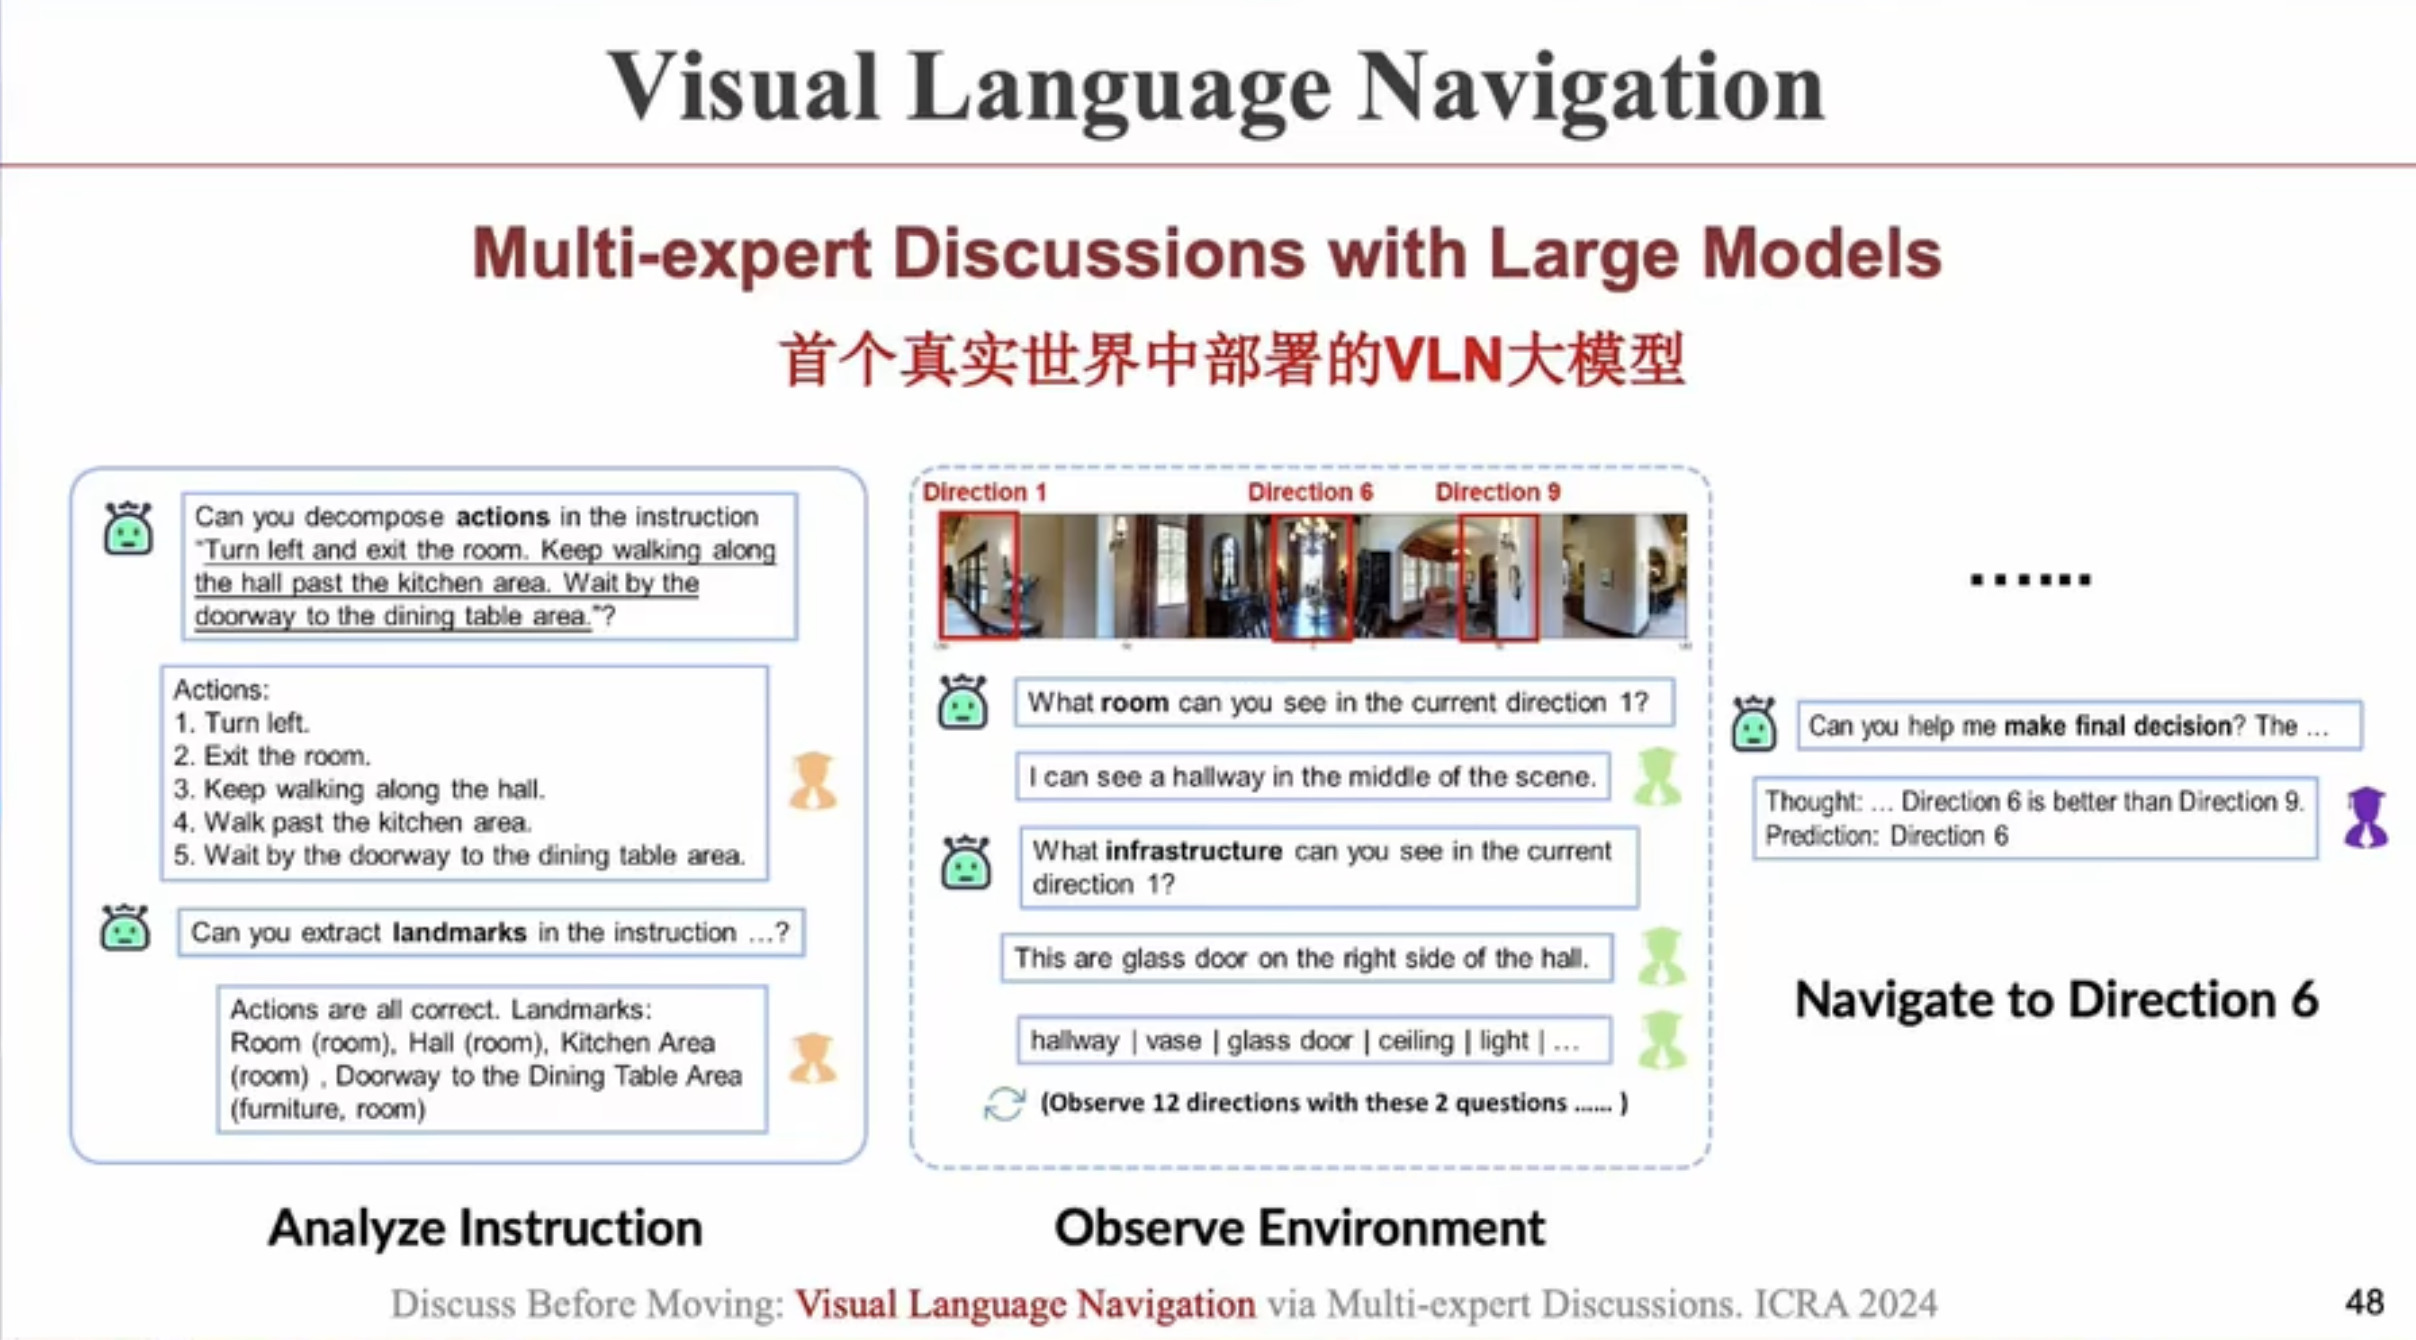 Visual Language Navigation
Multi-expert Discussions with Large Models
首个真实世界中部署的VLN大模型
Can you decompose actions in the instruction
"Turn left and exit the room. Keep walking along
the hall past the kitchen area. Wait by the
doorway to the dining table area."?
Actions:
1. Turn left.
2. Exit the room.
3. Keep walking along the hall.
4. Walk past the kitchen area.
5. Wait by the doorway to the dining table area.
Can you extract landmarks in the instruction ...?
Actions are all correct. Landmarks:
Room (room), Hall (room), Kitchen Area
(room) , Doorway to the Dining Table Area
(furniture, room)
Analyze Instruction
Direction 1
Direction 6
Direction 9
What room can you see in the current direction 1?
I can see a hallway in the middle of the scene.
What infrastructure can you see in the current
direction 1?
This are glass door on the right side of the hall.
hallway | vase | glass door | ceiling | light | ...
(Observe 12 directions with these 2 questions ...... )
Observe Environment
......
Can you help me make final decision? The ...
Thought: ... Direction 6 is better than Direction 9.
Prediction: Direction 6
Navigate to Direction 6
Discuss Before Moving: Visual Language Navigation via Multi-expert Discussions. ICRA 2024
48